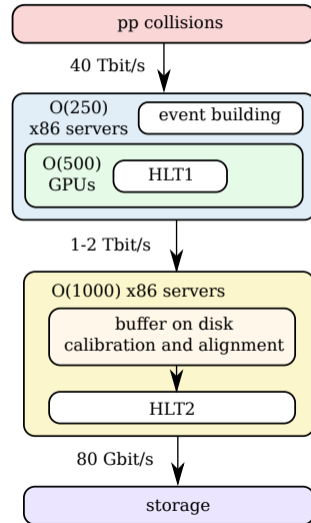 pp collisions
40 Tbit/s
O(250)
x86 servers
event building
O(500)
GPUs
HLT1
1-2 Tbit/s
O(1000) x86 servers
buffer on disk
calibration and alignment
HLT2
80 Gbit/s
storage